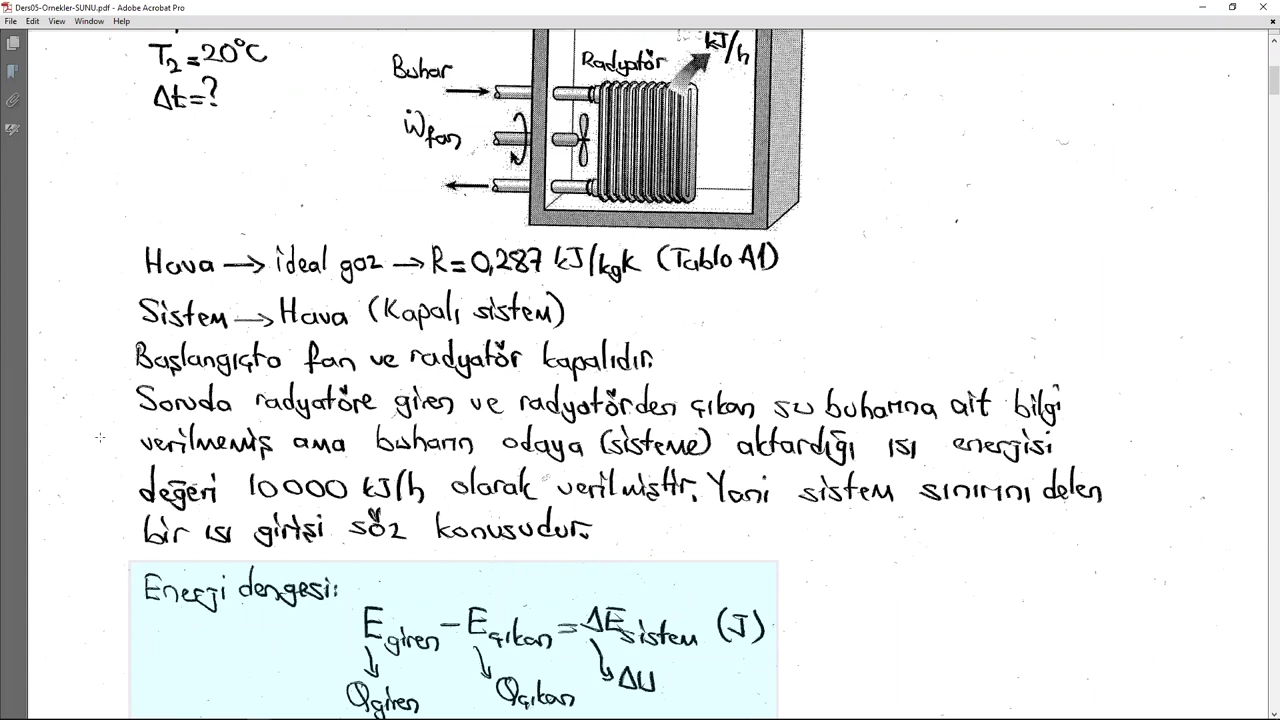 Ders05-Ornekler-SUNU.pdf - Adobe Acrobat Pro
File Edit View Window Help
T₂=20°C
Δt=?
Buhar
Radyatör
kJ/h
Ẇfan
Hava → ideal gaz → R=0,287 kJ/kgK (Tablo A1)
Sistem → Hava (Kapalı sistem)
Başlangıçta fan ve radyatör kapalıdır.
Soruda radyatöre giren ve radyatörden çıkan su buharına ait bilgi
verilmemiş ama buharın odaya (sisteme) aktardığı ısı enerjisi
değeri 10000 kJ/h olarak verilmiştir. Yani sistem sınırını delen
bir ısı girişi söz konusudur.
Enerji dengesi:
Egiren - Eçıkan = ΔEsistem (J)
Qgiren Qçıkan ΔU